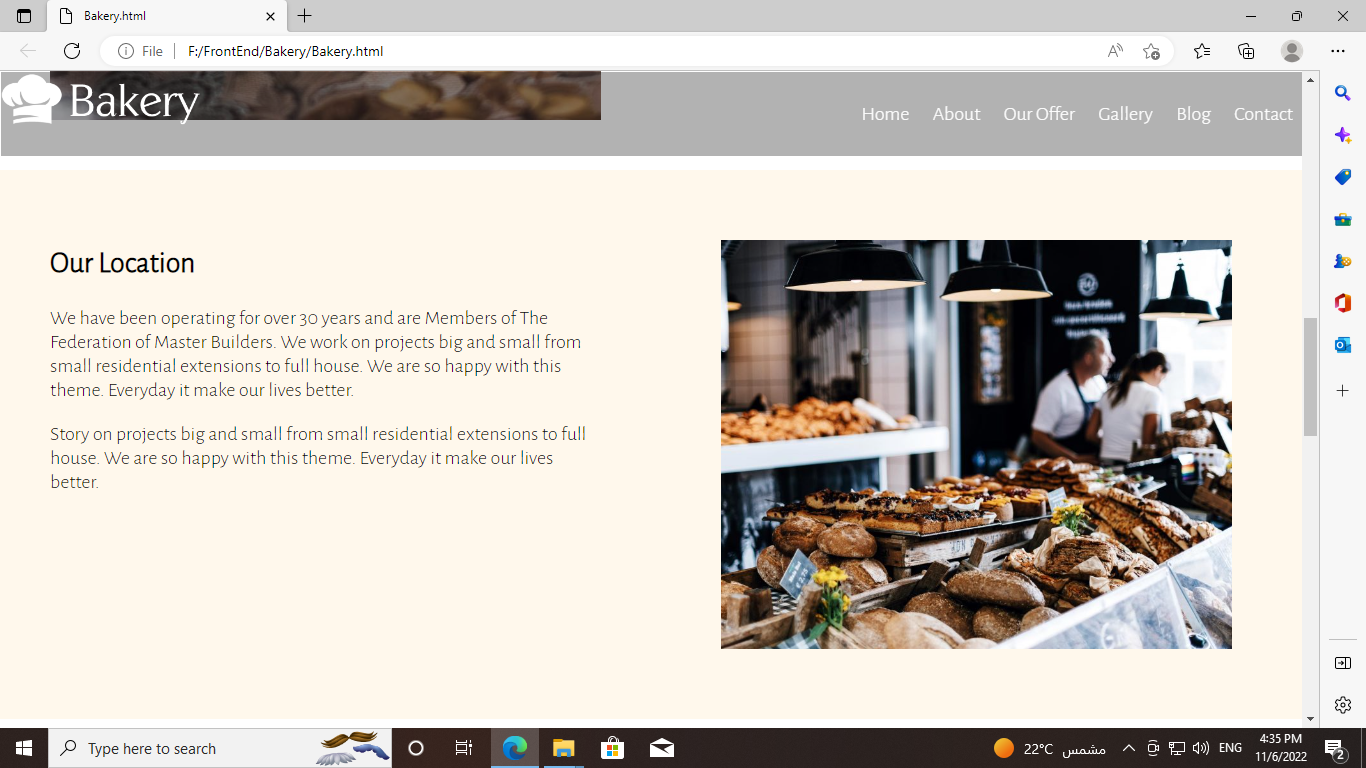 Bakery.html
File
F:/FrontEnd/Bakery/Bakery.html
Bakery
Home About Our Offer Gallery Blog Contact
Our Location
We have been operating for over 30 years and are Members of The
Federation of Master Builders. We work on projects big and small from
small residential extensions to full house. We are so happy with this
theme. Everyday it make our lives better.
Story on projects big and small from small residential extensions to full
house. We are so happy with this theme. Everyday it make our lives
better.
Type here to search
22°C مشمس
ENG
4:35 PM
11/6/2022
2